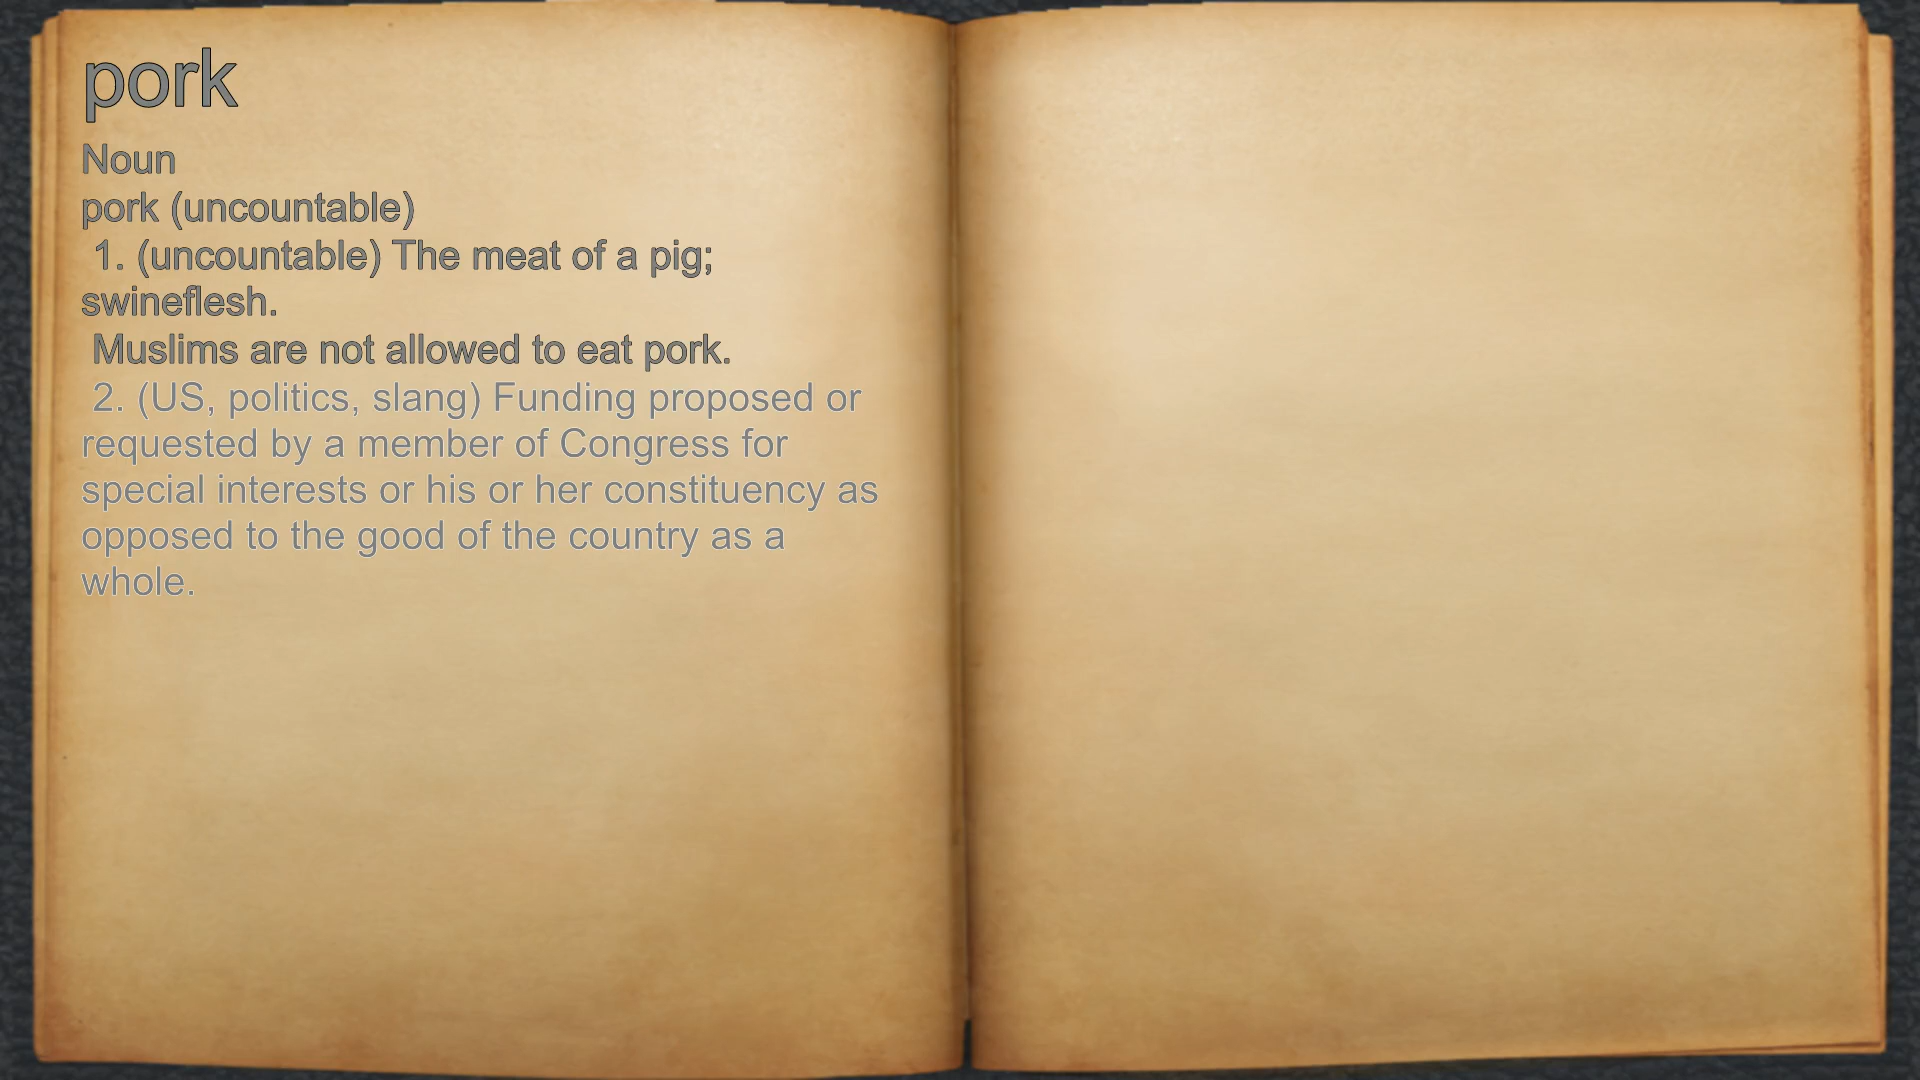 pork
Noun
pork (uncountable)
1. (uncountable) The meat of a pig;
swineflesh.
Muslims are not allowed to eat pork.
2. (US, politics, slang) Funding proposed or
requested by a member of Congress for
special interests or his or her constituency as
opposed to the good of the country as a
whole.